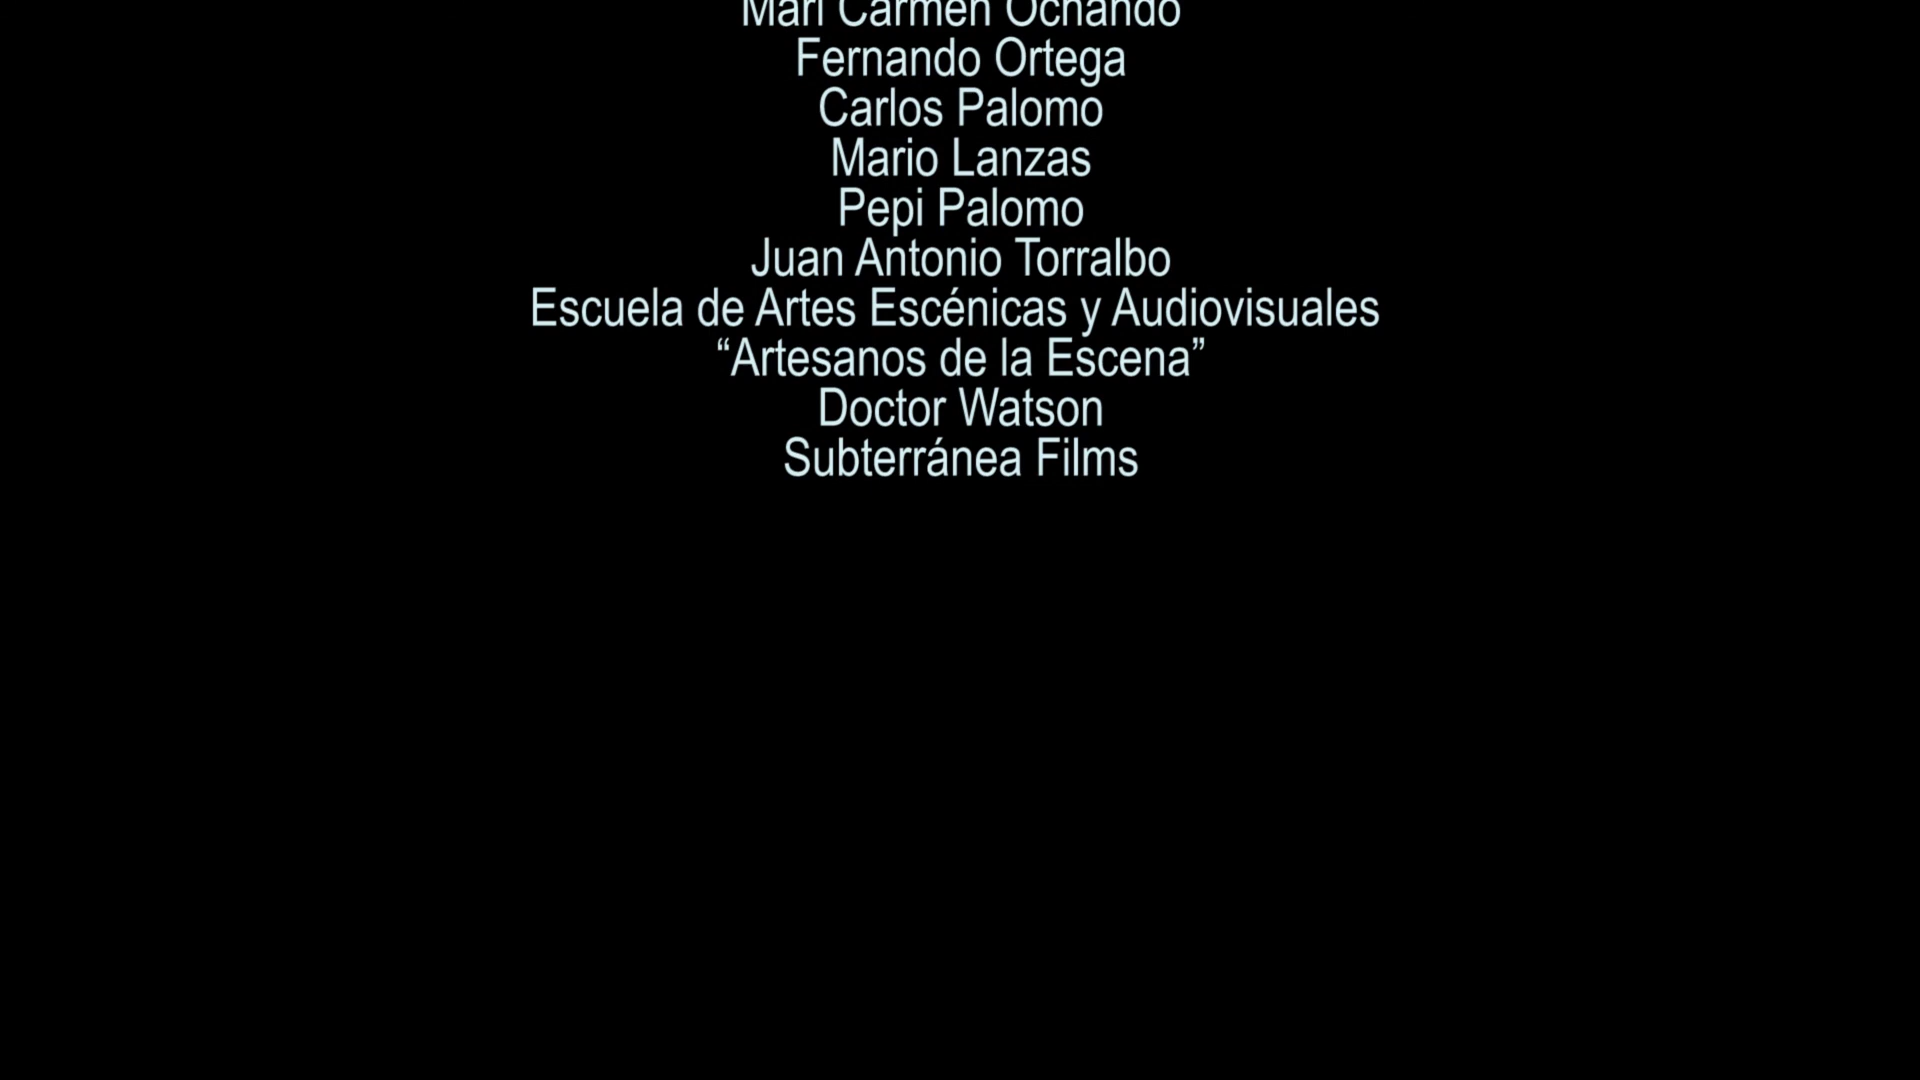 Mari Carmen Ochando
Fernando Ortega
Carlos Palomo
Mario Lanzas
Pepi Palomo
Juan Antonio Torralbo
Escuela de Artes Escénicas y Audiovisuales
“Artesanos de la Escena”
Doctor Watson
Subterránea Films